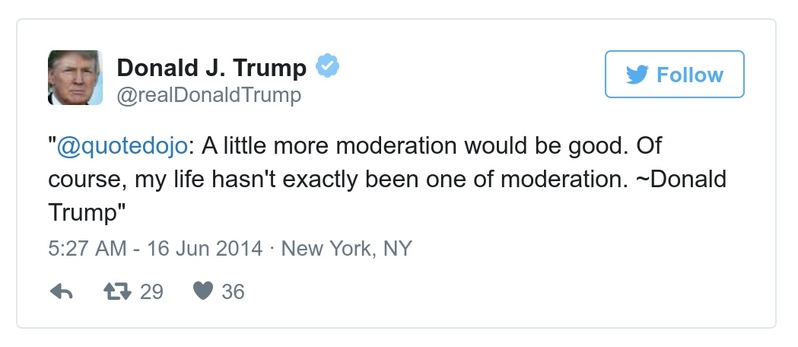 Donald J. Trump
@realDonaldTrump
Follow
"@quotedojo: A little more moderation would be good. Of
course, my life hasn't exactly been one of moderation. ~Donald
Trump"
5:27 AM - 16 Jun 2014 · New York, NY
29 36